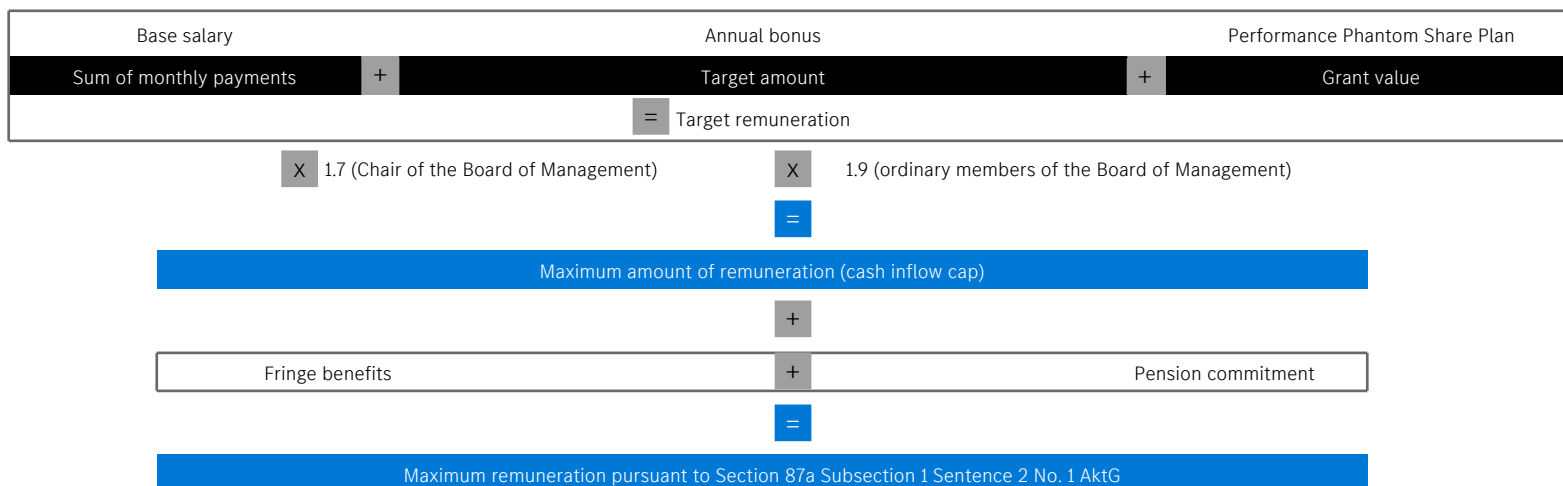 Base salary Annual bonus Performance Phantom Share Plan
Sum of monthly payments + Target amount + Grant value
= Target remuneration
X 1.7 (Chair of the Board of Management) X 1.9 (ordinary members of the Board of Management)
=
Maximum amount of remuneration (cash inflow cap)
+
Fringe benefits + Pension commitment
=
Maximum remuneration pursuant to Section 87a Subsection 1 Sentence 2 No. 1 AktG